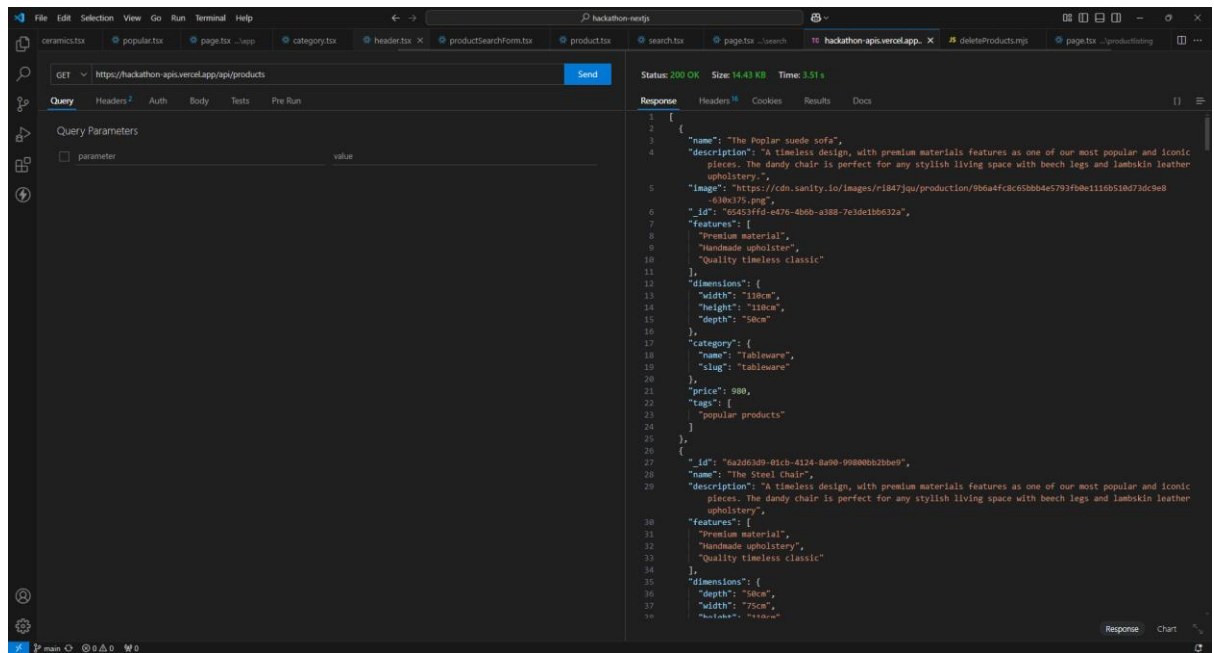 File Edit Selection View Go Run Terminal Help
hackathon-nextjs
ceramics.tsx popular.tsx page.tsx ...\app category.tsx header.tsx productSearchForm.tsx product.tsx search.tsx page.tsx ...\search TC hackathon-apis.vercel.app.. JS deleteProducts.mjs page.tsx ...\productlisting
GET https://hackathon-apis.vercel.app/api/products Send
Query Headers 2 Auth Body Tests Pre Run
Query Parameters
parameter value
Status: 200 OK Size: 14.43 KB Time: 3.51 s
Response Headers 16 Cookies Results Docs {}
1 [
2 {
3 "name": "The Poplar suede sofa",
4 "description": "A timeless design, with premium materials features as one of our most popular and iconic
pieces. The dandy chair is perfect for any stylish living space with beech legs and lambskin leather
upholstery.",
5 "image": "https://cdn.sanity.io/images/ri847jqu/production/9b6a4fc8c65bbb4e5793fb0e1116b510d73dc9e8
-630x375.png",
6 "_id": "65453ffd-e476-4b6b-a388-7e3de1bb632a",
7 "features": [
8 "Premium material",
9 "Handmade upholster",
10 "Quality timeless classic"
11 ],
12 "dimensions": {
13 "width": "110cm",
14 "height": "110cm",
15 "depth": "50cm"
16 },
17 "category": {
18 "name": "Tableware",
19 "slug": "tableware"
20 },
21 "price": 980,
22 "tags": [
23 "popular products"
24 ]
25 },
26 {
27 "_id": "6a2d63d9-01cb-4124-8a90-99800bb2bbe9",
28 "name": "The Steel Chair",
29 "description": "A timeless design, with premium materials features as one of our most popular and iconic
pieces. The dandy chair is perfect for any stylish living space with beech legs and lambskin leather
upholstery",
30 "features": [
31 "Premium material",
32 "Handmade upholstery",
33 "Quality timeless classic"
34 ],
35 "dimensions": {
36 "depth": "50cm",
37 "width": "75cm",
38 "height": "110cm"
Response Chart
main 0 0 0